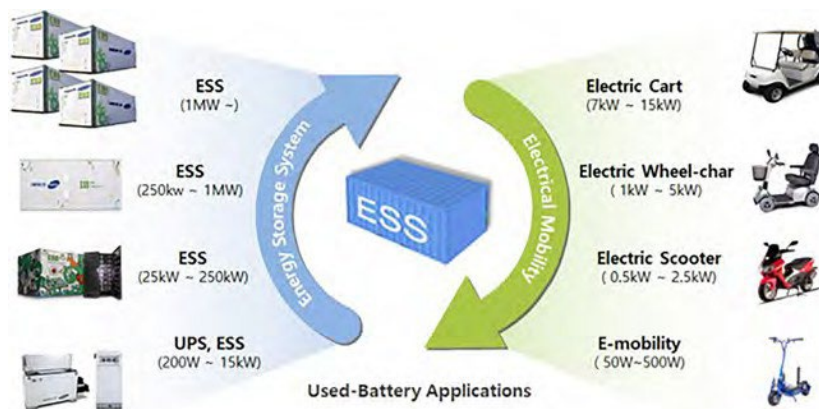 ESS
(1MW ~)
ESS
(250kw ~ 1MW)
ESS
(25kW ~ 250kW)
UPS, ESS
(200W ~ 15kW)
Energy Storage System
ESS
Electrical Mobility
Electric Cart
(7kW ~ 15kW)
Electric Wheel-char
( 1kW ~ 5kW)
Electric Scooter
( 0.5kW ~ 2.5kW)
E-mobility
( 50W~500W)
Used-Battery Applications